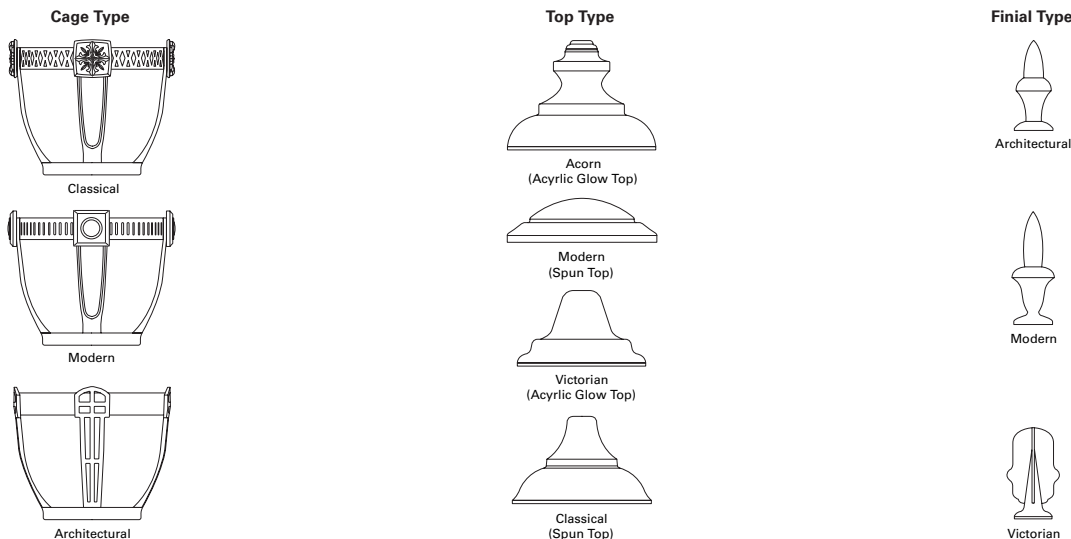 Cage Type
Classical
Modern
Architectural
Top Type
Acorn
(Acyrlic Glow Top)
Modern
(Spun Top)
Victorian
(Acyrlic Glow Top)
Classical
(Spun Top)
Finial Type
Architectural
Modern
Victorian